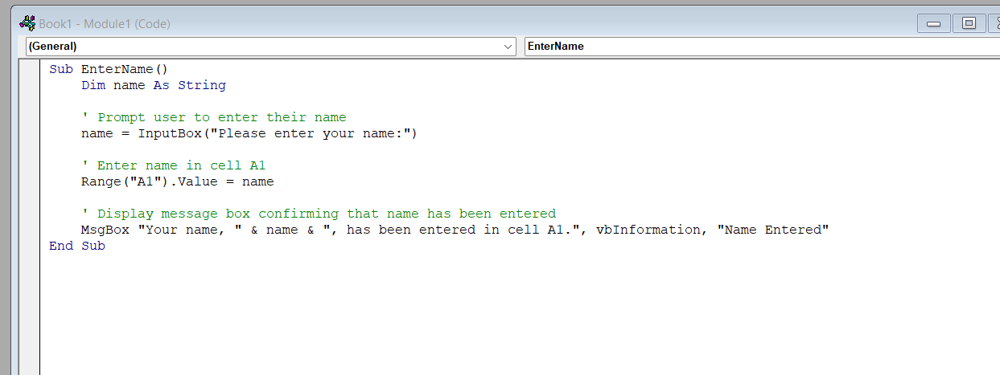 Book1 - Module1 (Code)
(General) EnterName
Sub EnterName()
    Dim name As String

    ' Prompt user to enter their name
    name = InputBox("Please enter your name:")

    ' Enter name in cell A1
    Range("A1").Value = name

    ' Display message box confirming that name has been entered
    MsgBox "Your name, " & name & ", has been entered in cell A1.", vbInformation, "Name Entered"
End Sub